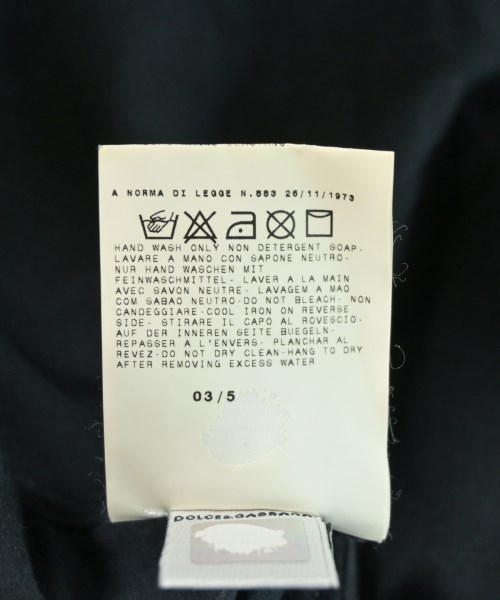 A NORMA DI LEGGE N.883 26/11/1973
HAND WASH ONLY NON DETERGENT SOAP-
LAVARE A MANO CON SAPONE NEUTRO-
NUR HAND WASCHEN MIT
FEINWASCHMITTEL- LAVER A LA MAIN
AVEC SAVON NEUTRE- LAVAGEM A MAO
COM SABAO NEUTRO-DO NOT BLEACH- NON
CANDEGGIARE-COOL IRON ON REVERSE
SIDE- STIRARE IL CAPO AL ROVESCIO-
AUF DER INNEREN SEITE BUEGELN-
REPASSER A L'ENVERS- PLANCHAR AL
REVEZ-DO NOT DRY CLEAN-HANG TO DRY
AFTER REMOVING EXCESS WATER
03/5
DOLCE&GABBANA